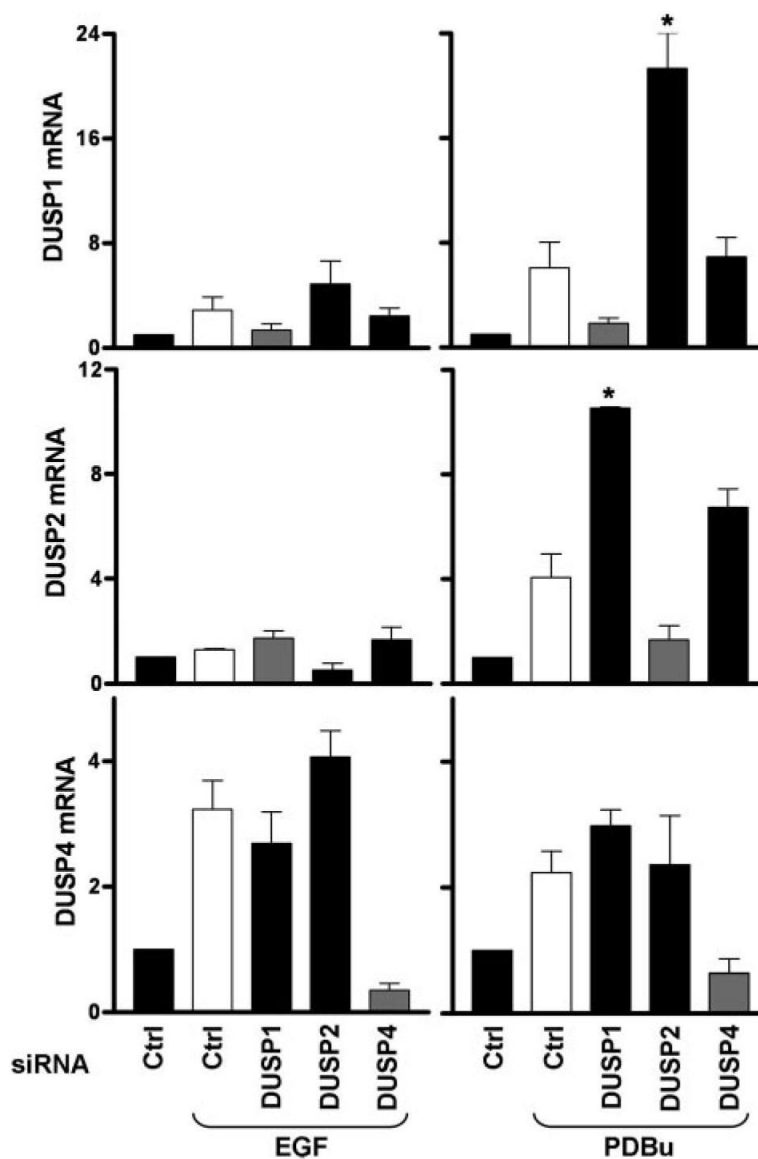 DUSP1 mRNA
24
16
8
0
*
DUSP2 mRNA
12
8
4
0
*
DUSP4 mRNA
4
2
0
siRNA
Ctrl Ctrl DUSP1 DUSP2 DUSP4 Ctrl Ctrl DUSP1 DUSP2 DUSP4
EGF PDBu